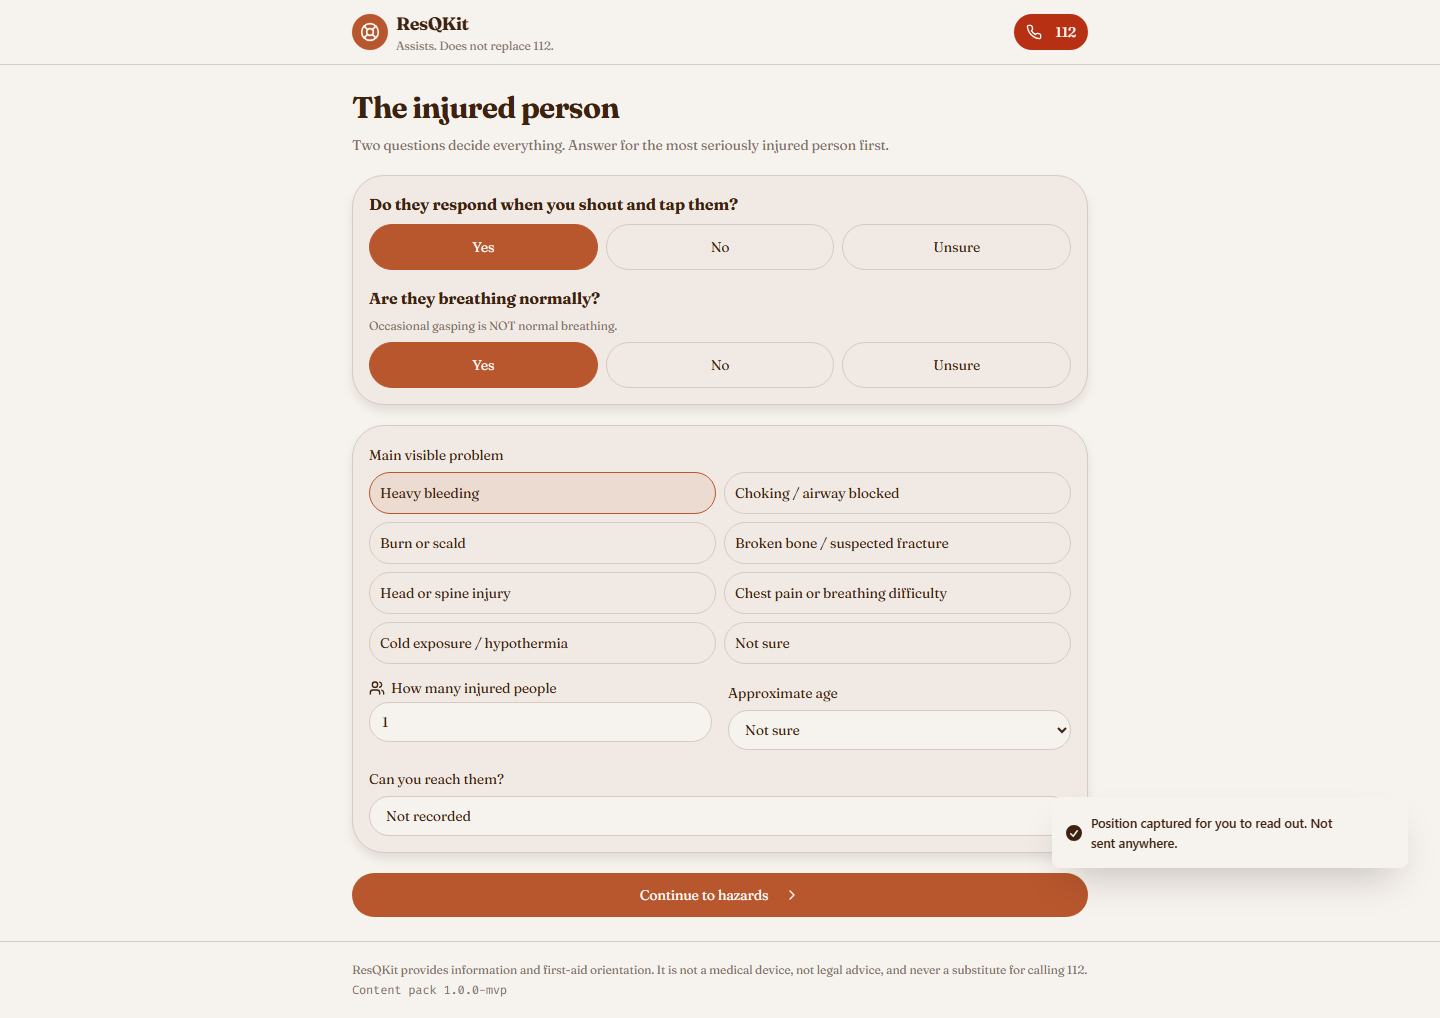 ResQKit
Assists. Does not replace 112.
112
The injured person
Two questions decide everything. Answer for the most seriously injured person first.
Do they respond when you shout and tap them?
Yes
No
Unsure
Are they breathing normally?
Occasional gasping is NOT normal breathing.
Yes
No
Unsure
Main visible problem
Heavy bleeding
Choking / airway blocked
Burn or scald
Broken bone / suspected fracture
Head or spine injury
Chest pain or breathing difficulty
Cold exposure / hypothermia
Not sure
How many injured people
1
Approximate age
Not sure
Can you reach them?
Not recorded
Position captured for you to read out. Not
sent anywhere.
Continue to hazards
ResQKit provides information and first-aid orientation. It is not a medical device, not legal advice, and never a substitute for calling 112.
Content pack 1.0.0-mvp